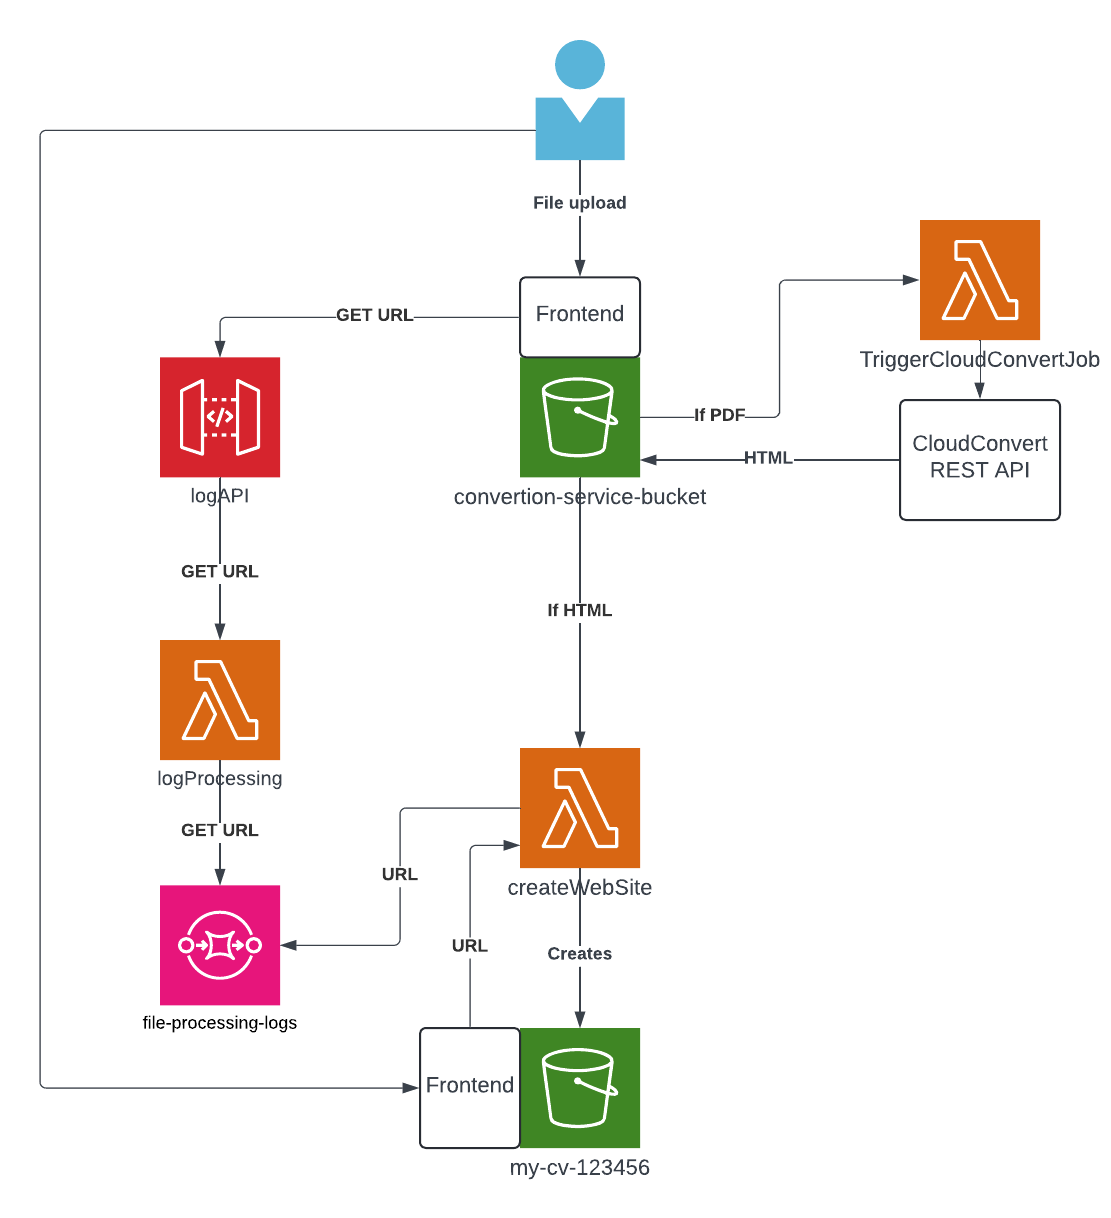 File upload
Frontend
GET URL
</>
TriggerCloudConvertJob
If PDF
CloudConvert
REST API
HTML
logAPI
convertion-service-bucket
GET URL
If HTML
logProcessing
GET URL
URL
createWebSite
URL
Creates
file-processing-logs
Frontend
my-cv-123456